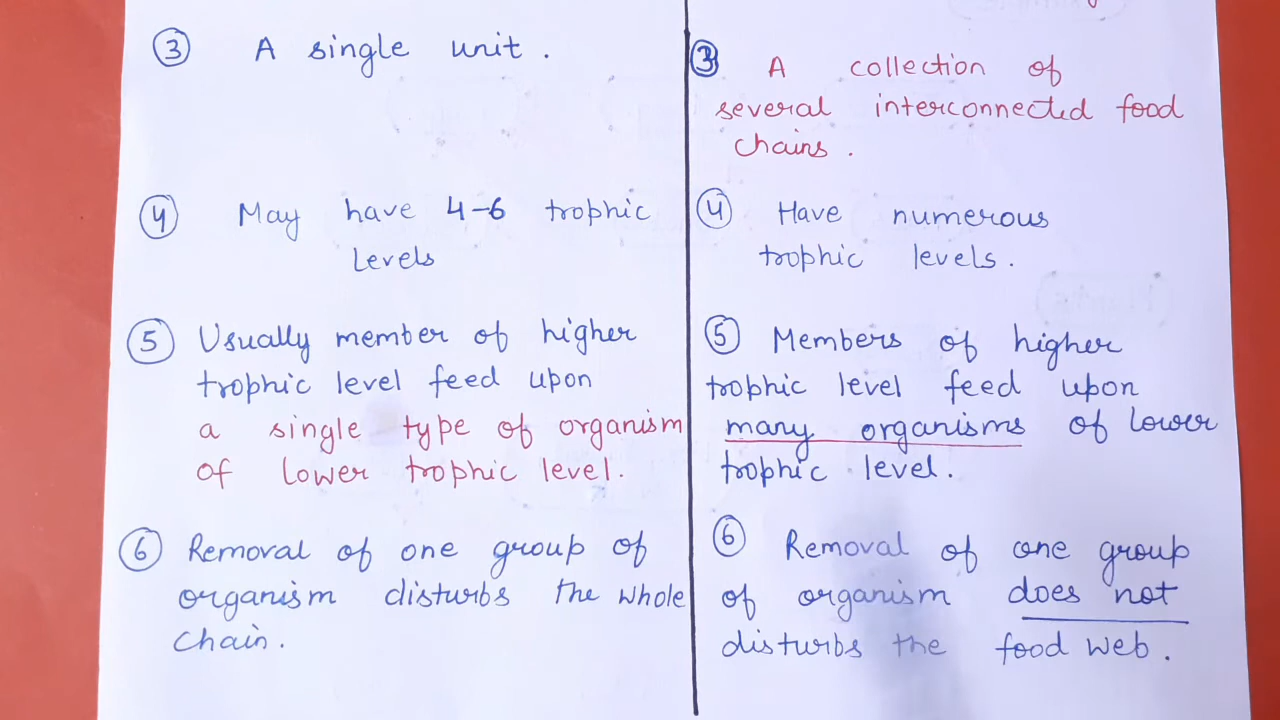 ③ A single unit.
④ May have 4-6 trophic
levels
⑤ Usually member of higher
trophic level feed upon
a single type of organism
of lower trophic level.
⑥ Removal of one group of
organism disturbs the whole
chain.
③ A collection of
several interconnected food
chains.
④ Have numerous
trophic levels.
⑤ Members of higher
trophic level feed upon
many organisms of lower
trophic level.
⑥ Removal of one group
of organism does not
disturbs the food web.